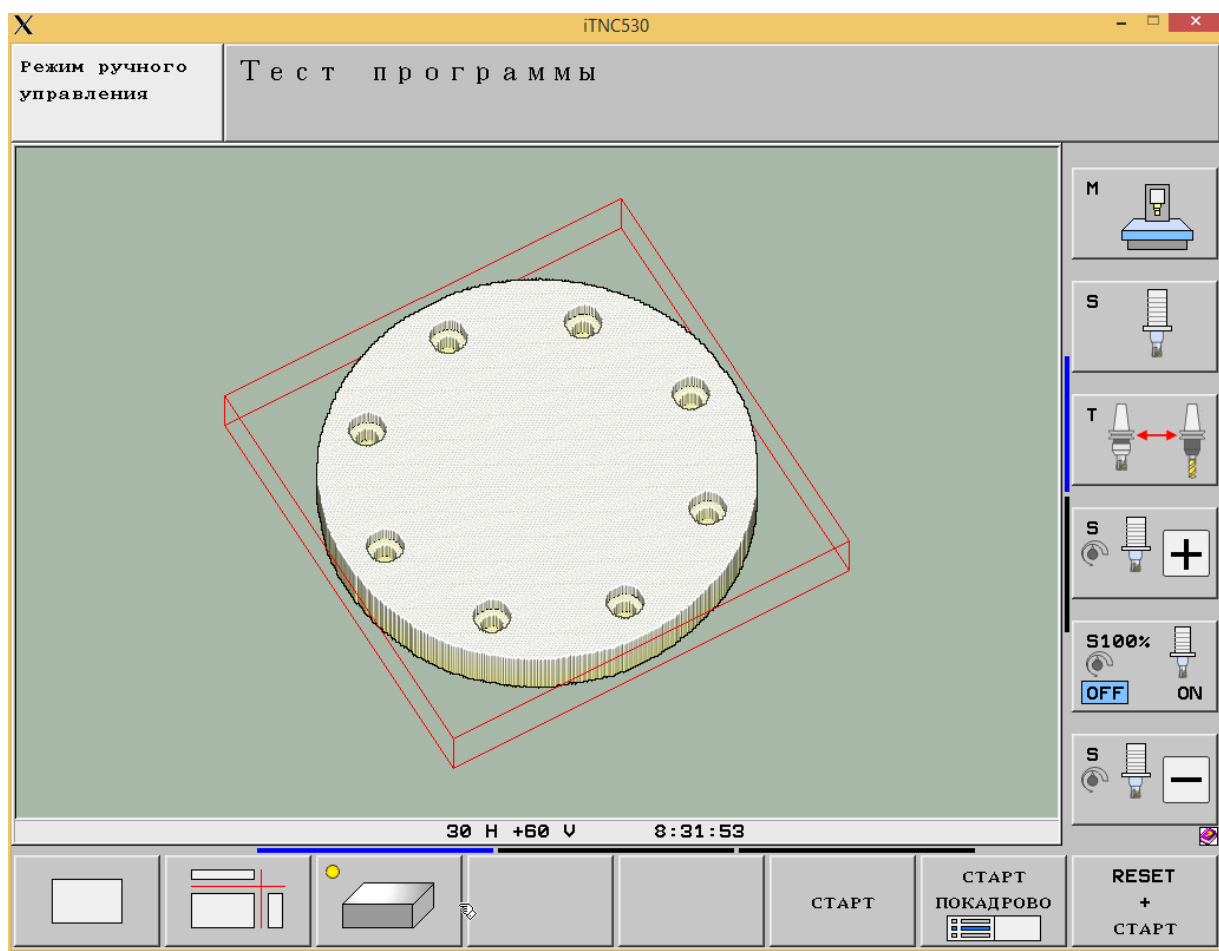 X
iTNC530
Режим ручного
управления
Тест программы
M
S
T
S
S100%
OFF ON
S
30 H +60 V 8:31:53
СТАРТ
СТАРТ
ПОКАДРОВО
RESET
+
СТАРТ